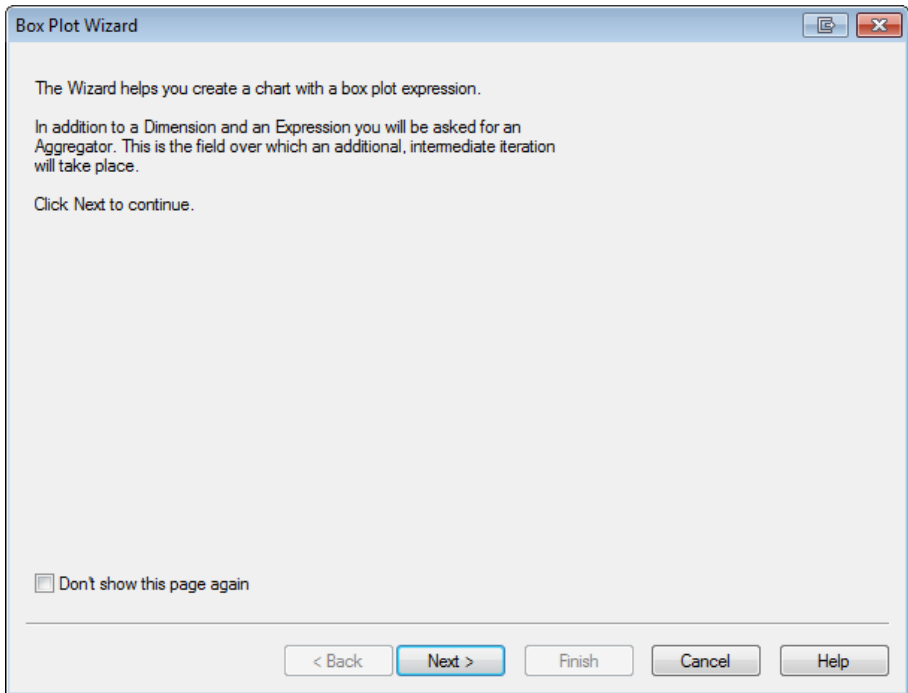 Box Plot Wizard
The Wizard helps you create a chart with a box plot expression.
In addition to a Dimension and an Expression you will be asked for an
Aggregator. This is the field over which an additional, intermediate iteration
will take place.
Click Next to continue.
Don't show this page again
< Back Next > Finish Cancel Help